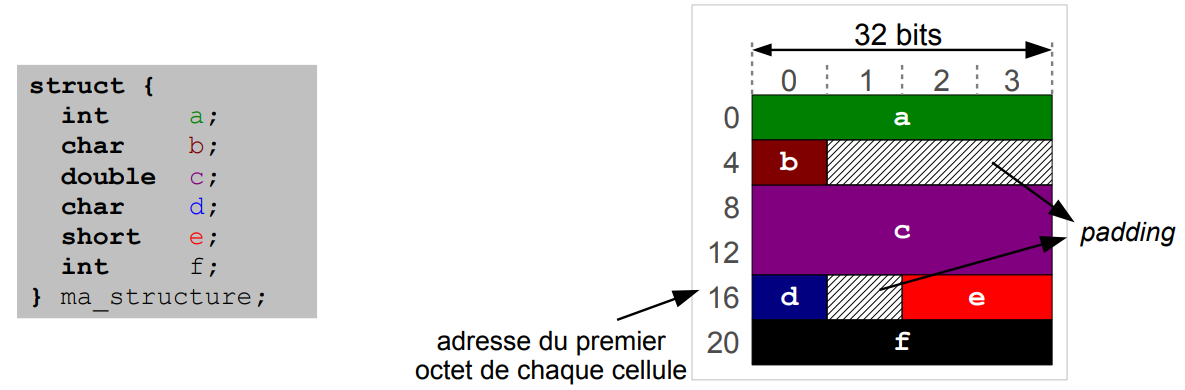 struct {
int a;
char b;
double c;
char d;
short e;
int f;
} ma_structure;
32 bits
0 1 2 3
0 a
4 b
8
c
12
padding
16 d e
20 f
adresse du premier
octet de chaque cellule